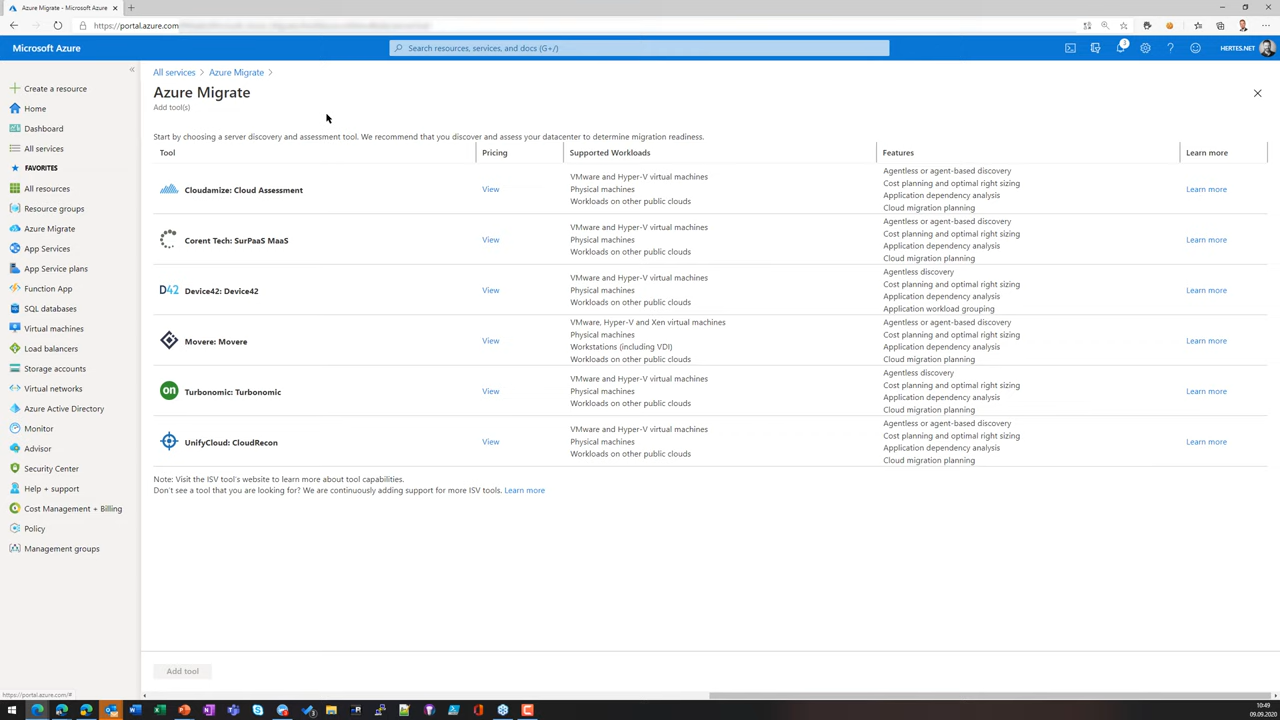 Azure Migrate - Microsoft Azure
https://portal.azure.com
Microsoft Azure
Search resources, services, and docs (G+/)
1
HERTES.NET
Create a resource
Home
Dashboard
All services
FAVORITES
All resources
Resource groups
Azure Migrate
App Services
App Service plans
Function App
SQL databases
Virtual machines
Load balancers
Storage accounts
Virtual networks
Azure Active Directory
Monitor
Advisor
Security Center
Help + support
Cost Management + Billing
Policy
Management groups
https://portal.azure.com/#
All services > Azure Migrate >
Azure Migrate
Add tool(s)
Start by choosing a server discovery and assessment tool. We recommend that you discover and assess your datacenter to determine migration readiness.
Tool Pricing Supported Workloads Features Learn more
Cloudamize: Cloud Assessment
View
VMware and Hyper-V virtual machines
Physical machines
Workloads on other public clouds
Agentless or agent-based discovery
Cost planning and optimal right sizing
Application dependency analysis
Cloud migration planning
Learn more
Corent Tech: SurPaaS MaaS
View
VMware and Hyper-V virtual machines
Physical machines
Workloads on other public clouds
Agentless or agent-based discovery
Cost planning and optimal right sizing
Application dependency analysis
Cloud migration planning
Learn more
D42 Device42: Device42
View
VMware and Hyper-V virtual machines
Physical machines
Workloads on other public clouds
Agentless discovery
Cost planning and optimal right sizing
Application dependency analysis
Application workload grouping
Learn more
Movere: Movere
View
VMware, Hyper-V and Xen virtual machines
Physical machines
Workstations (including VDI)
Workloads on other public clouds
Agentless or agent-based discovery
Cost planning and optimal right sizing
Application dependency analysis
Cloud migration planning
Learn more
on Turbonomic: Turbonomic
View
VMware and Hyper-V virtual machines
Physical machines
Workloads on other public clouds
Agentless discovery
Cost planning and optimal right sizing
Application dependency analysis
Cloud migration planning
Learn more
UnifyCloud: CloudRecon
View
VMware and Hyper-V virtual machines
Physical machines
Workloads on other public clouds
Agentless or agent-based discovery
Cost planning and optimal right sizing
Application dependency analysis
Cloud migration planning
Learn more
Note: Visit the ISV tool's website to learn more about tool capabilities.
Don't see a tool that you are looking for? We are continuously adding support for more ISV tools. Learn more
Add tool
10:49
09.09.2020